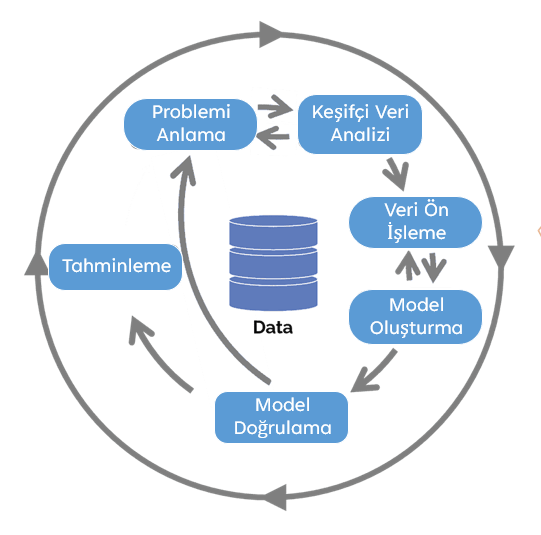 Problemi
Anlama
Keşifçi Veri
Analizi
Veri Ön
İşleme
Model
Oluşturma
Model
Doğrulama
Tahminleme
Data